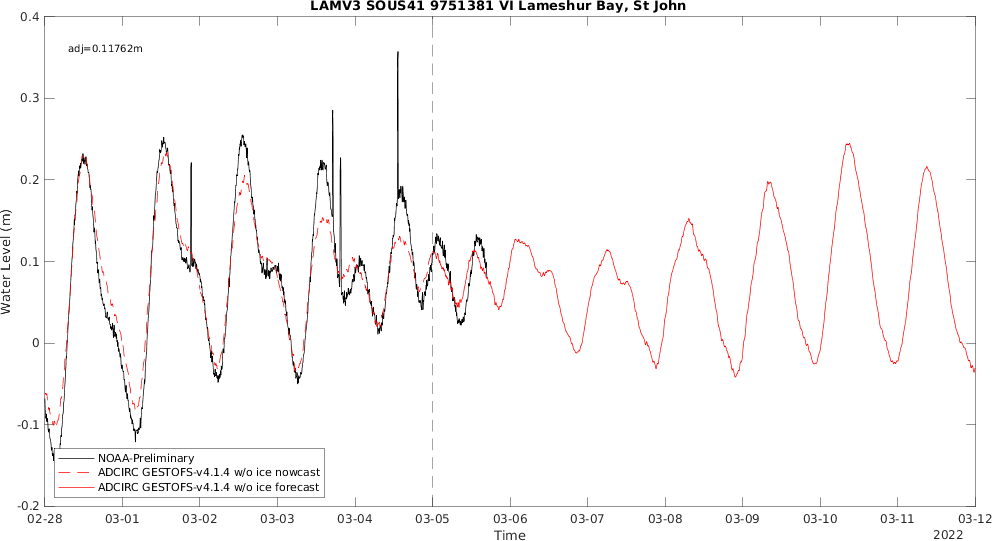 LAMV3 SOUS41 9751381 VI Lameshur Bay, St John
adj=0.11762m
0.4
0.3
0.2
0.1
0
-0.1
-0.2
Water Level (m)
NOAA-Preliminary
ADCIRC GESTOFS-v4.1.4 w/o ice nowcast
ADCIRC GESTOFS-v4.1.4 w/o ice forecast
02-28 03-01 03-02 03-03 03-04 03-05 03-06 03-07 03-08 03-09 03-10 03-11 03-12
Time
2022